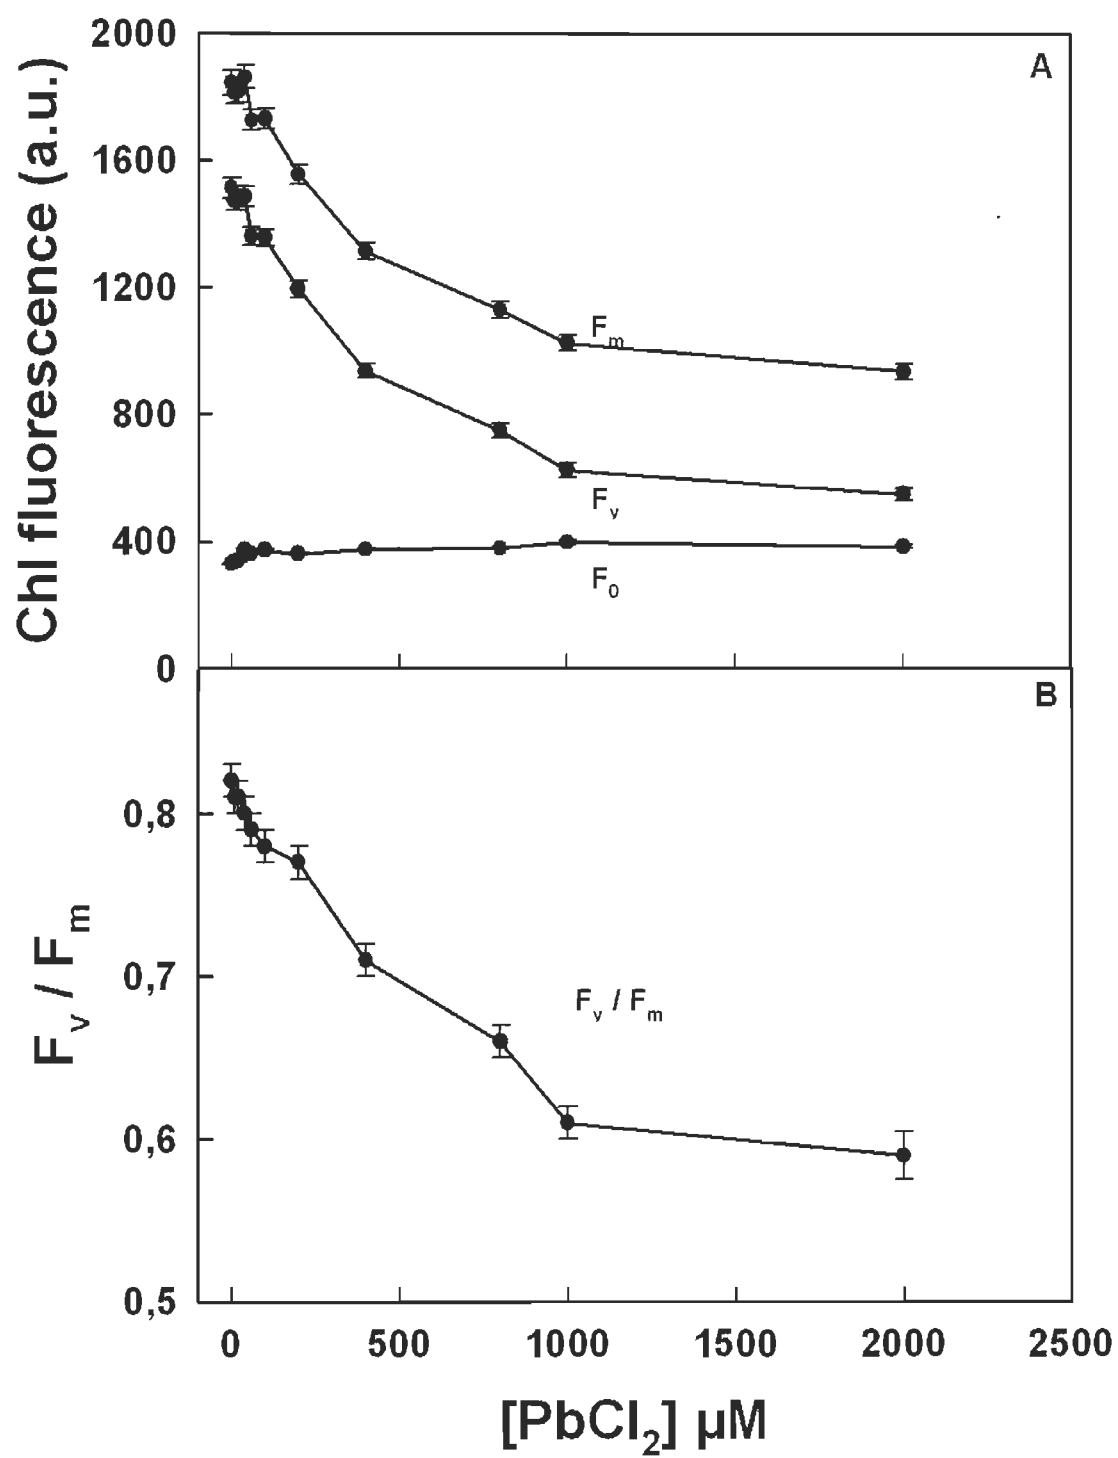 Chl fluorescence (a.u.)
2000
1600
1200
800
400
0
A
Fm
Fv
F0
Fv / Fm
0,8
0,7
0,6
0,5
B
Fv / Fm
0 500 1000 1500 2000 2500
[PbCl2] µM